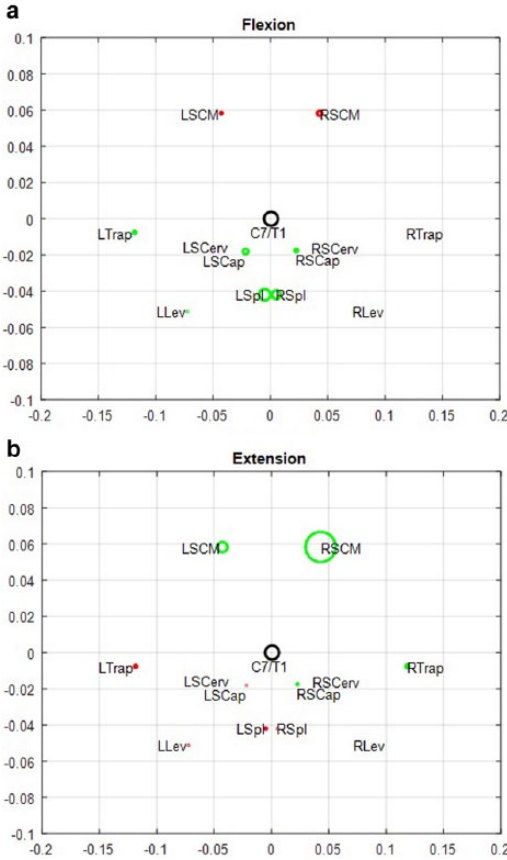 a
Flexion
0.1
0.08
0.06
LSCM
RSCM
0.04
0.02
0
C7/T1
LTrap
RTrap
LSCerv
RSCerv
-0.02
LSCap
RSCap
-0.04
LSpl
RSpl
LLev
RLev
-0.06
-0.08
-0.1
-0.2 -0.15 -0.1 -0.05 0 0.05 0.1 0.15 0.2
b
Extension
0.1
0.08
0.06
LSCM
RSCM
0.04
0.02
0
C7/T1
LTrap
RTrap
LSCerv
RSCerv
-0.02
LSCap
RSCap
-0.04
LSpl
RSpl
LLev
RLev
-0.06
-0.08
-0.1
-0.2 -0.15 -0.1 -0.05 0 0.05 0.1 0.15 0.2